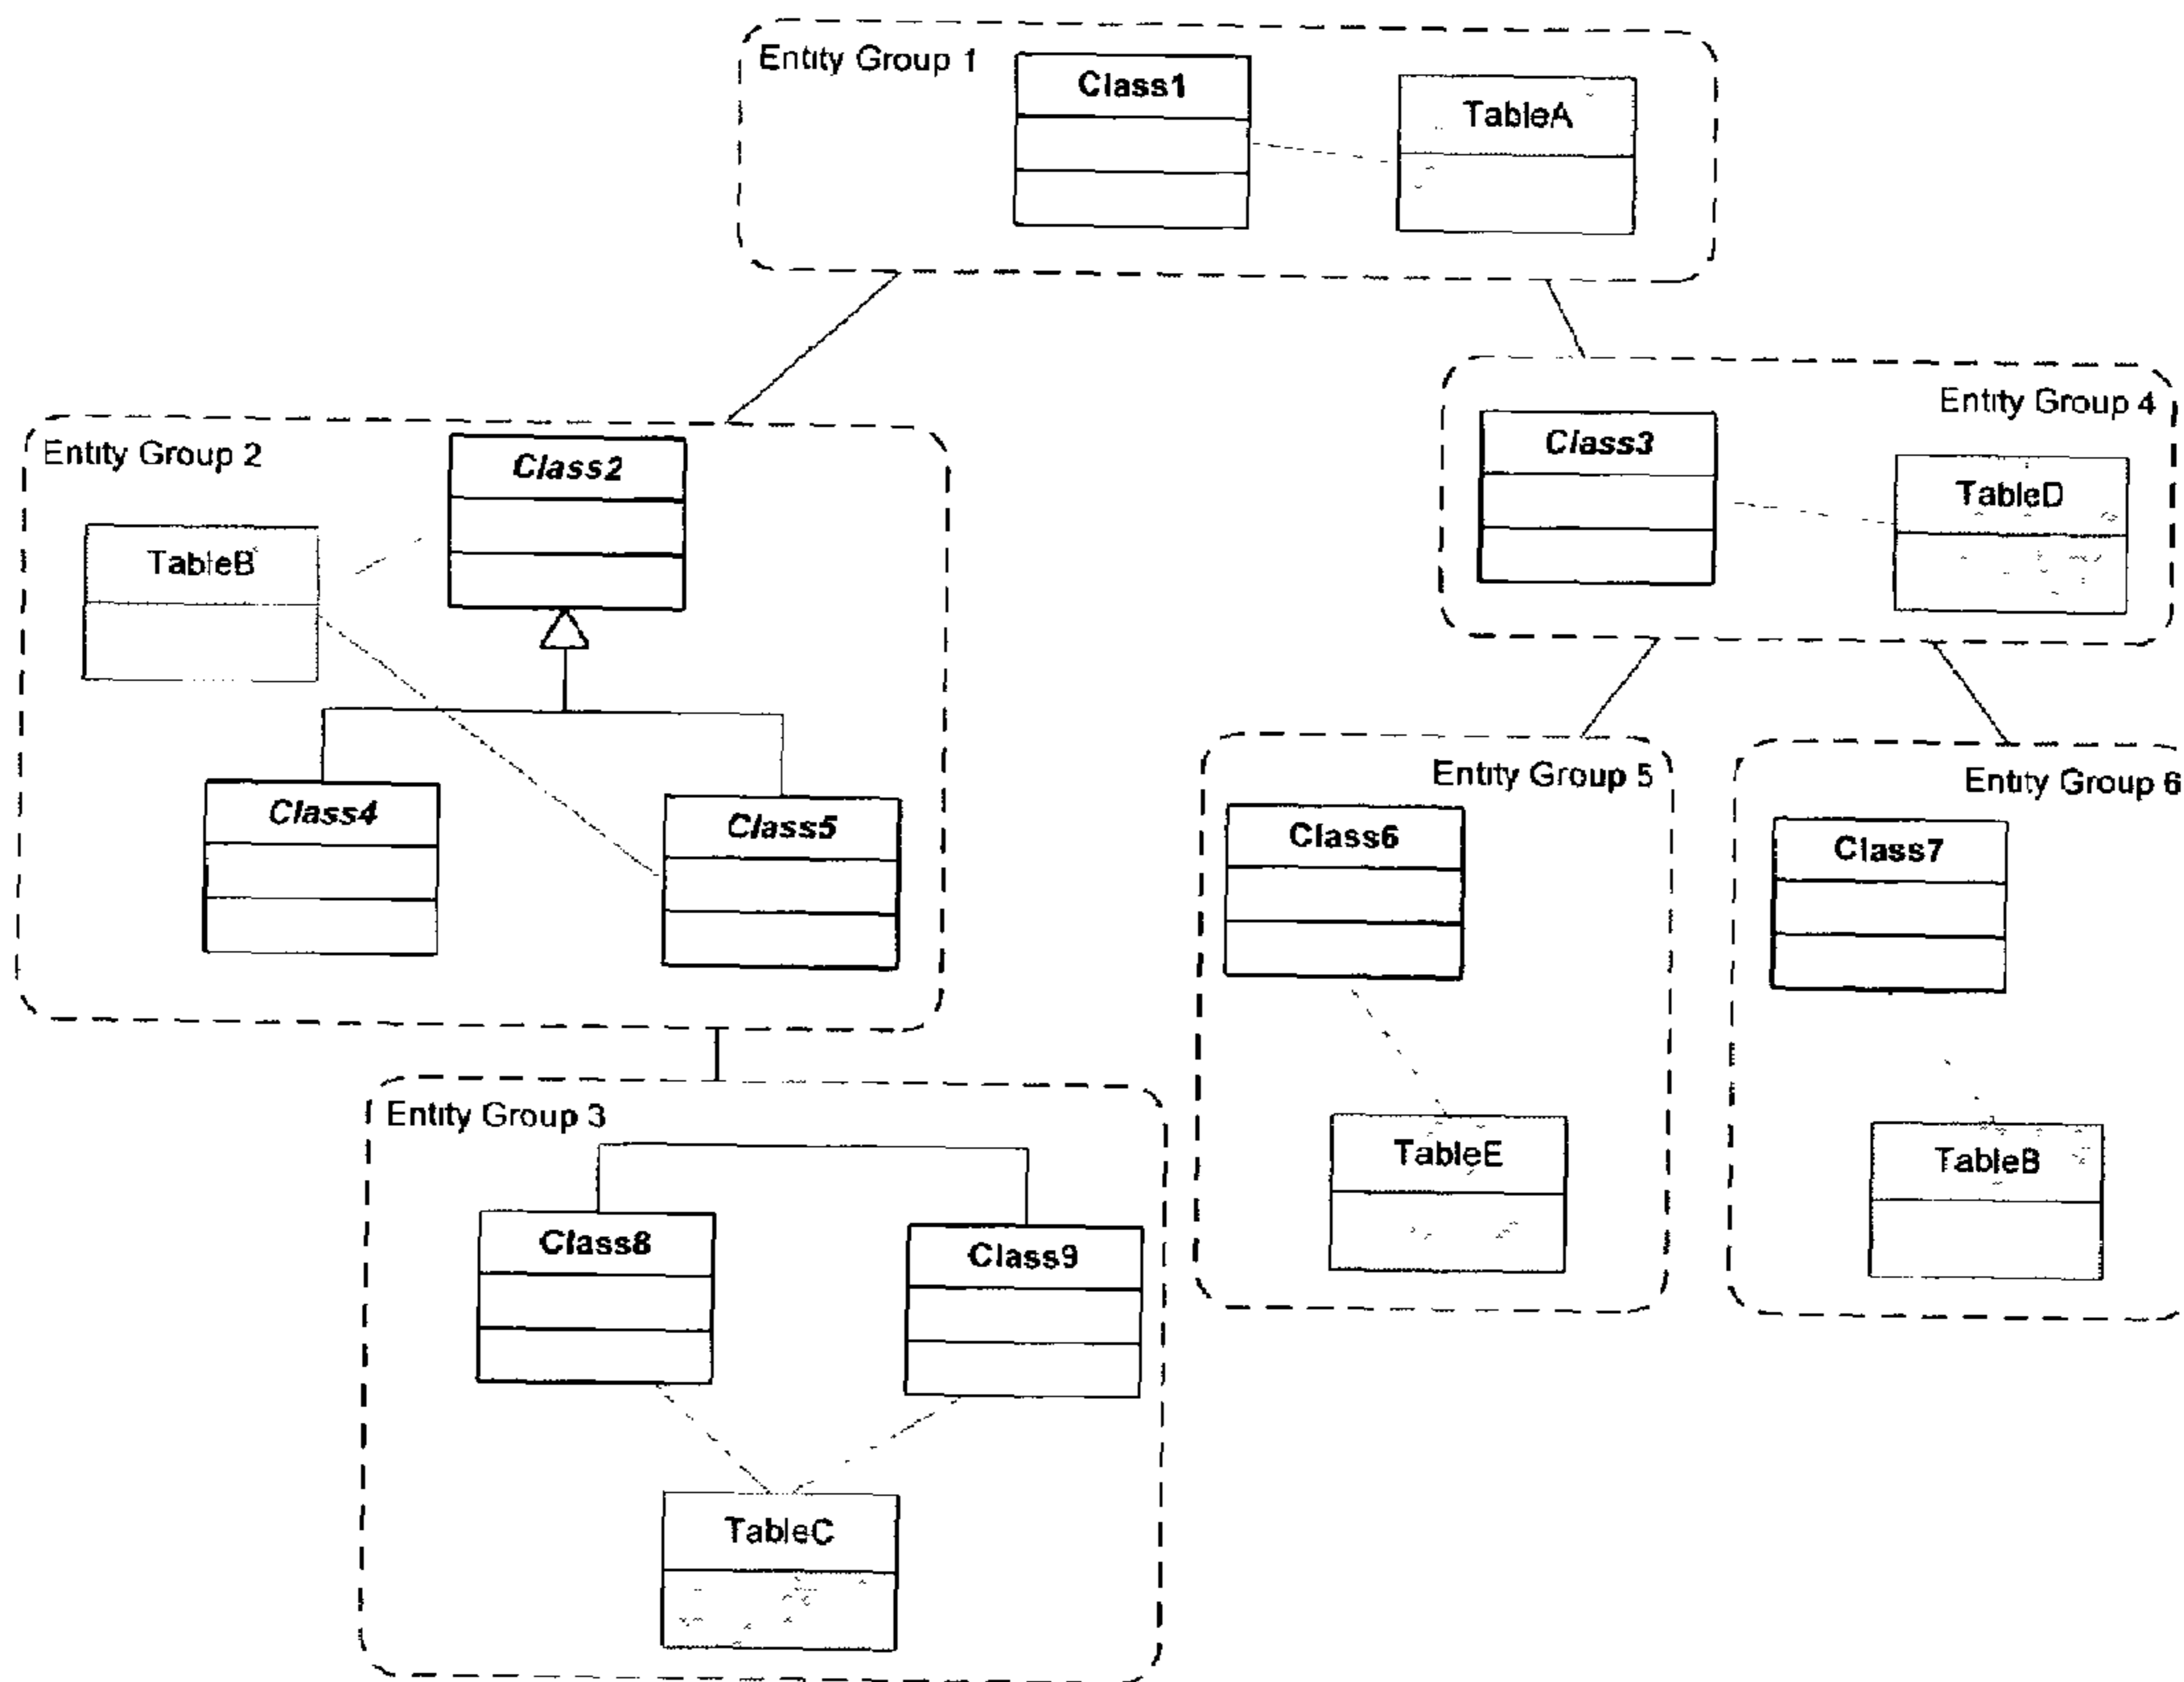 Entity Group 1
Class1
TableA
Entity Group 2
Class2
TableB
Class4
Class5
Entity Group 4
Class3
TableD
Entity Group 5
Class6
TableE
Entity Group 6
Class7
TableB
Entity Group 3
Class8
Class9
TableC